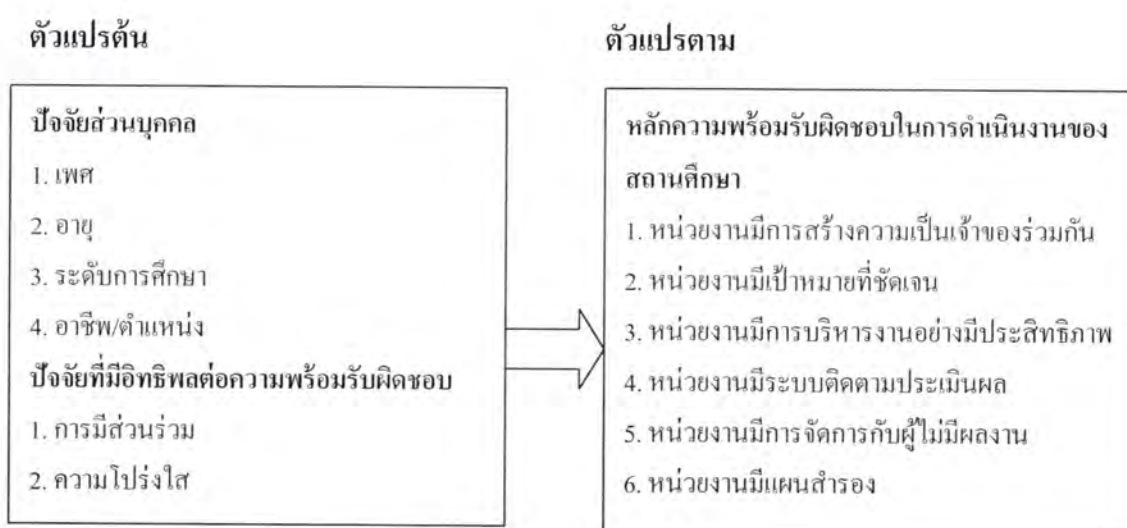 ตัวแปรต้น
ปัจจัยส่วนบุคคล
1. เพศ
2. อายุ
3. ระดับการศึกษา
4. อาชีพ/ตำแหน่ง
ปัจจัยที่มีอิทธิพลต่อความพร้อมรับผิดชอบ
1. การมีส่วนร่วม
2. ความโปร่งใส
ตัวแปรตาม
หลักความพร้อมรับผิดชอบในการดำเนินงานของ
สถานศึกษา
1. หน่วยงานมีการสร้างความเป็นเจ้าของร่วมกัน
2. หน่วยงานมีเป้าหมายที่ชัดเจน
3. หน่วยงานมีการบริหารงานอย่างมีประสิทธิภาพ
4. หน่วยงานมีระบบติดตามประเมินผล
5. หน่วยงานมีการจัดการกับผู้ไม่มีผลงาน
6. หน่วยงานมีแผนสำรอง